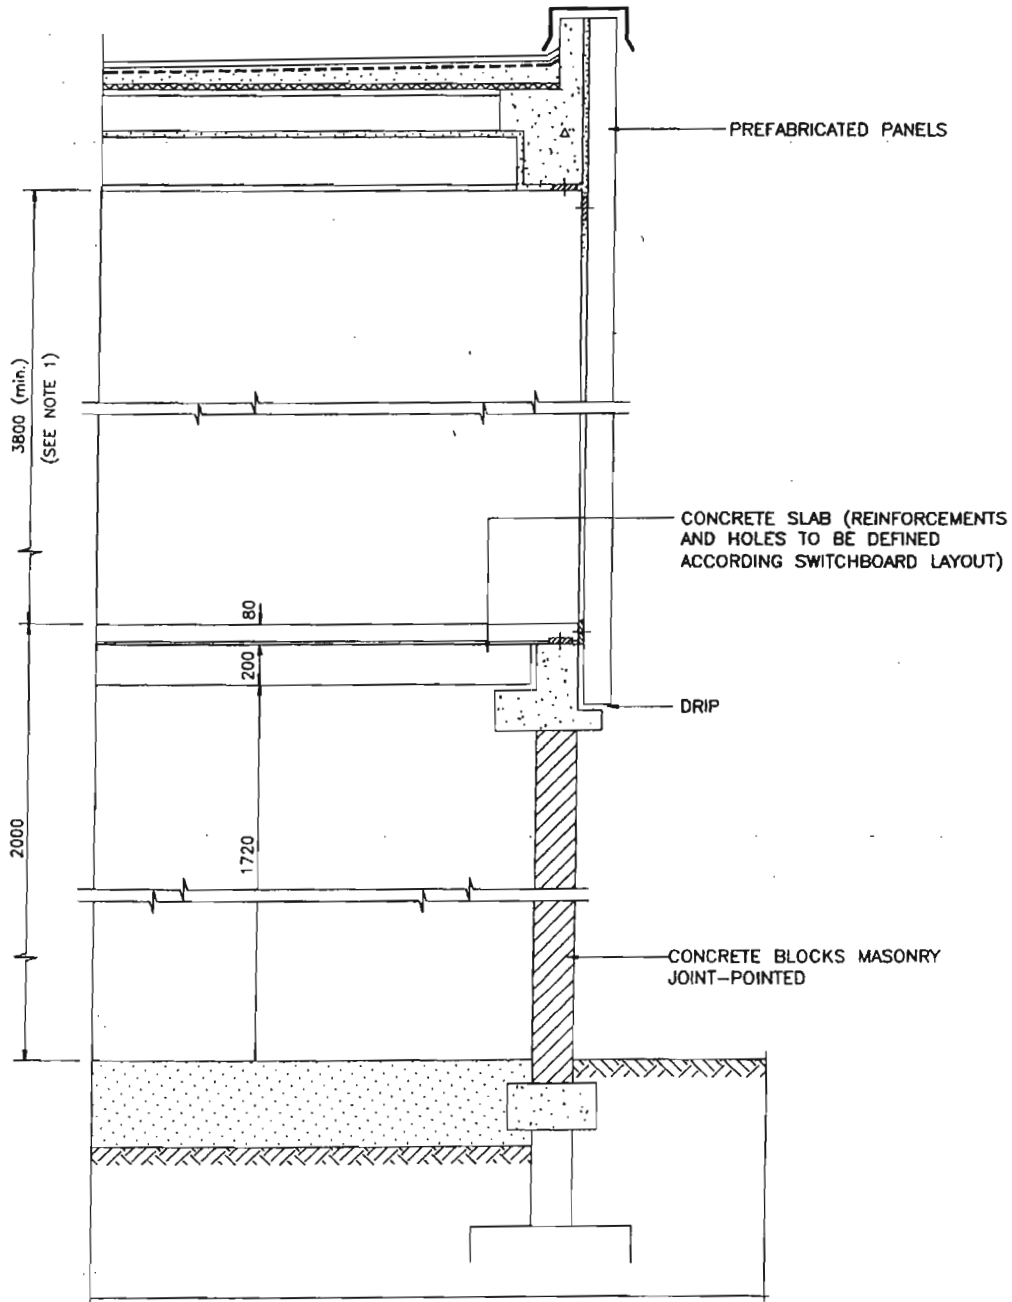 PREFABRICATED PANELS
3800 (min.)
(SEE NOTE 1)
CONCRETE SLAB (REINFORCEMENTS
AND HOLES TO BE DEFINED
ACCORDING SWITCHBOARD LAYOUT)
80
200
DRIP
2000
1720
CONCRETE BLOCKS MASONRY
JOINT-POINTED